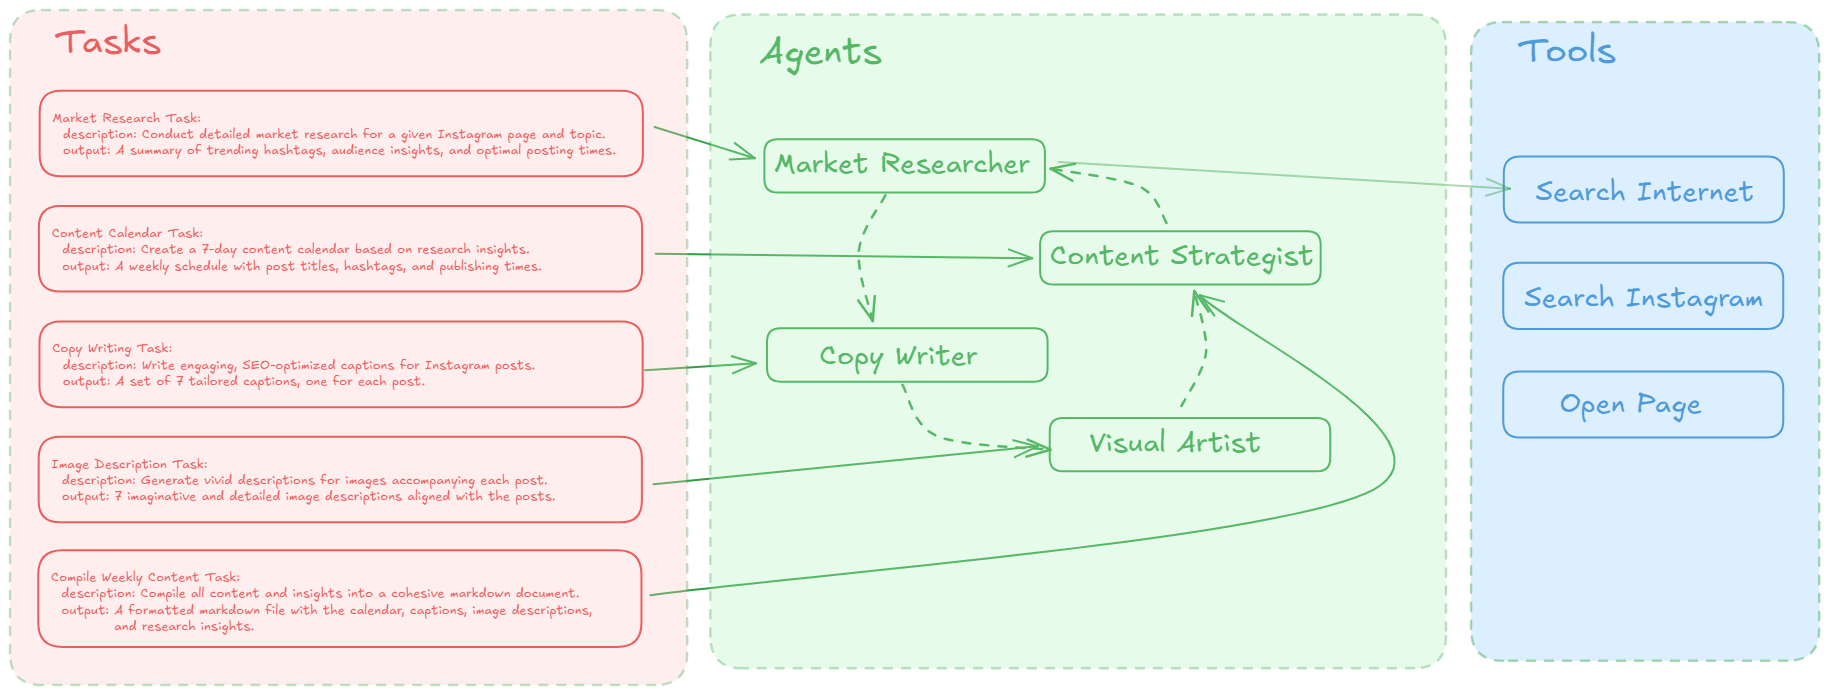 Tasks
Market Research Task:
description: Conduct detailed market research for a given Instagram page and topic.
output: A summary of trending hashtags, audience insights, and optimal posting times.
Content Calendar Task:
description: Create a 7-day content calendar based on research insights.
output: A weekly schedule with post titles, hashtags, and publishing times.
Copy Writing Task:
description: Write engaging, SEO-optimized captions for Instagram posts.
output: A set of 7 tailored captions, one for each post.
Image Description Task:
description: Generate vivid descriptions for images accompanying each post.
output: 7 imaginative and detailed image descriptions aligned with the posts.
Compile Weekly Content Task:
description: Compile all content and insights into a cohesive markdown document.
output: A formatted markdown file with the calendar, captions, image descriptions,
and research insights.
Agents
Market Researcher
Content Strategist
Copy Writer
Visual Artist
Tools
Search Internet
Search Instagram
Open Page